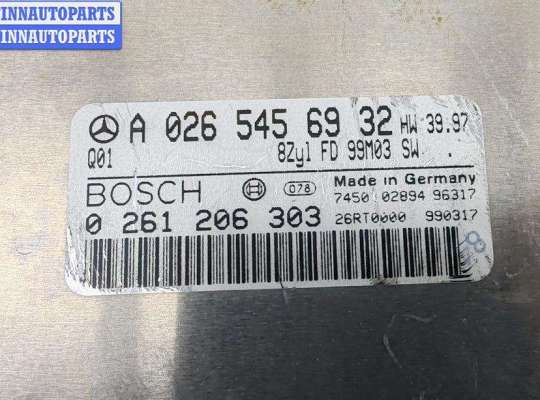 INNAUTOPARTS
INNAUTOPARTS
A 026 545 69 32 HW 39.97
Q01 8Zyl FD 99M03 SW .
BOSCH 078 Made in Germany
7450 02894 96317
0 261 206 303 26RT0000 990317